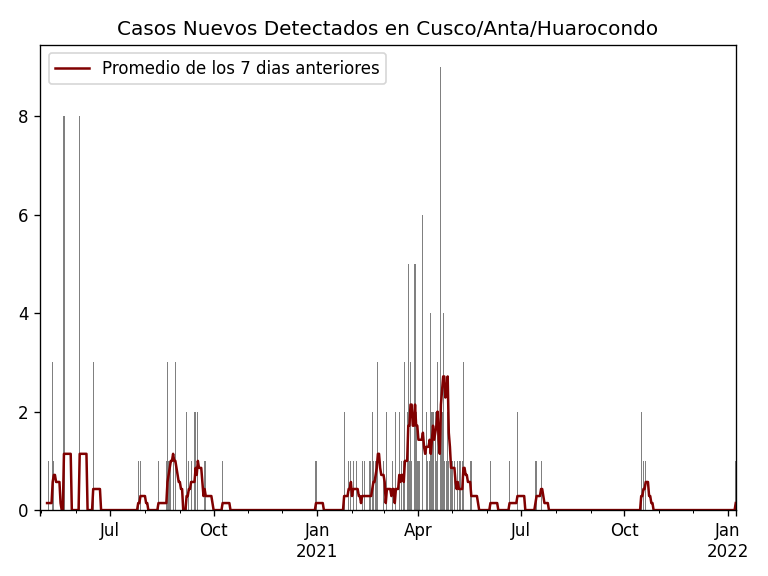 Casos Nuevos Detectados en Cusco/Anta/Huarocondo
Promedio de los 7 dias anteriores
8
6
4
2
0
Jul Oct Jan Apr Jul Oct Jan
2021 2022